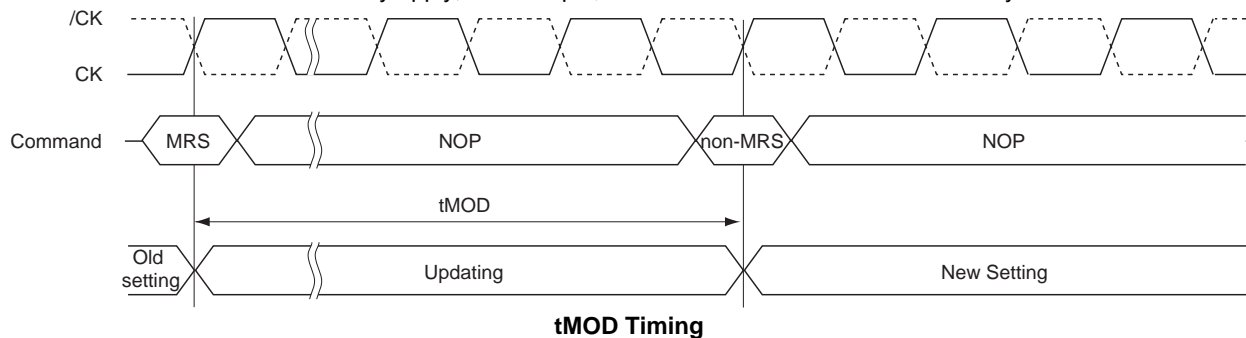 /CK
CK
Command
MRS
NOP
non-MRS
NOP
tMOD
Old
setting
Updating
New Setting
tMOD Timing